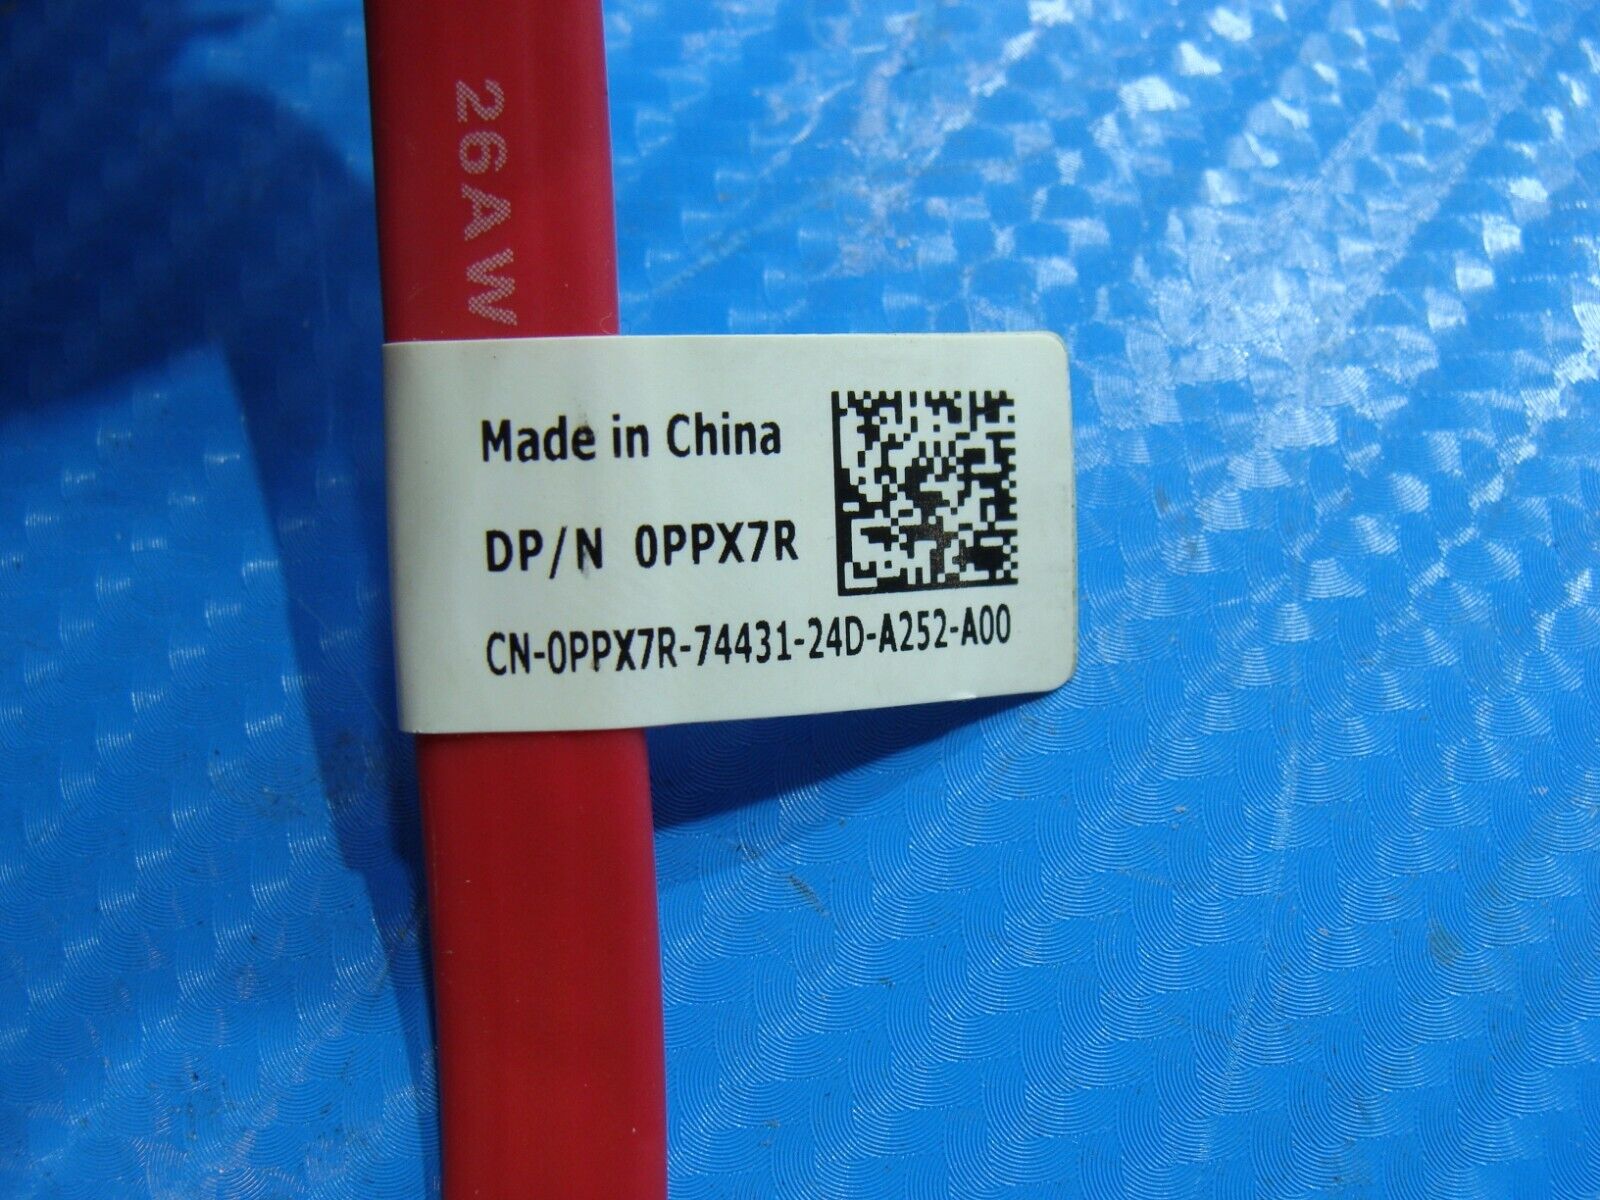 26AW
Made in China
DP/N 0PPX7R
CN-0PPX7R-74431-24D-A252-A00